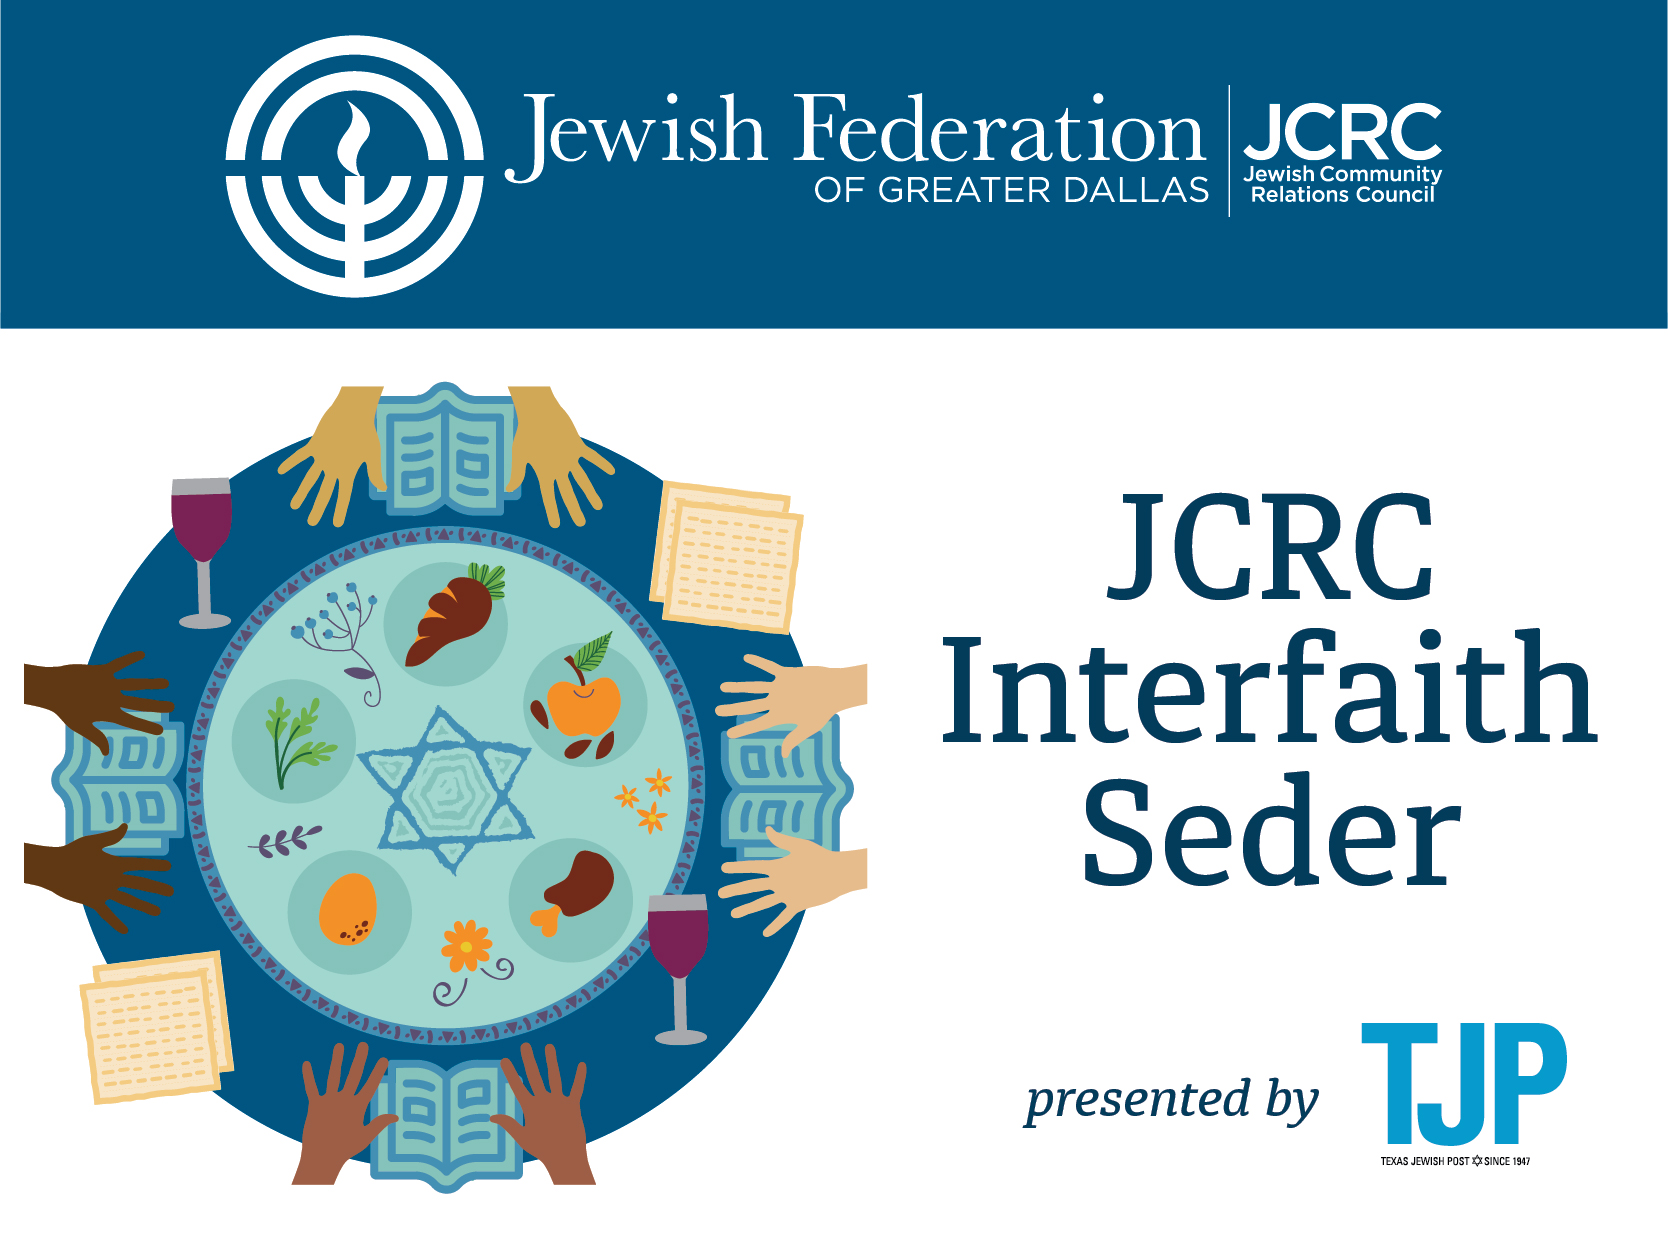 Jewish Federation
OF GREATER DALLAS
JCRC
Jewish Community
Relations Council
JCRC
Interfaith
Seder
presented by
TJP
TEXAS JEWISH POST ✡ SINCE 1947